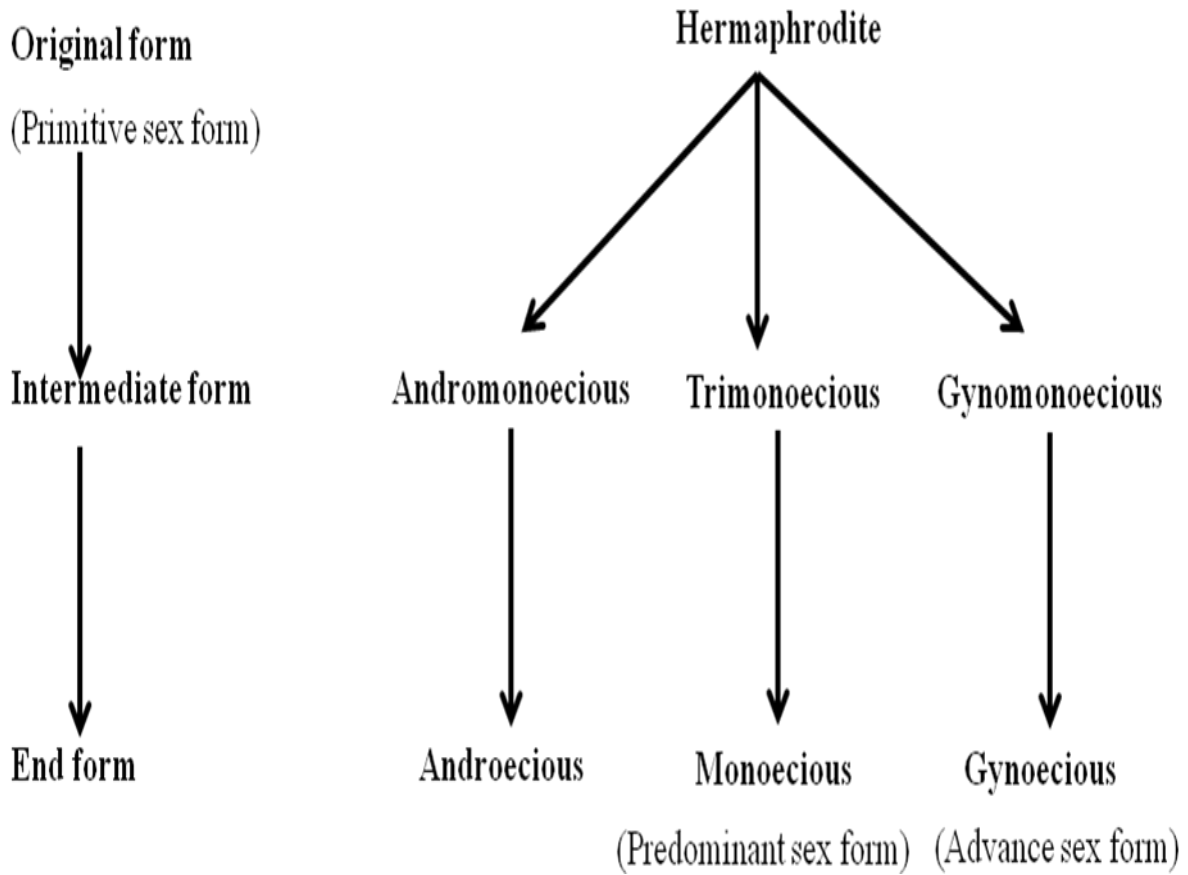 Original form
(Primitive sex form)
Hermaphrodite
Intermediate form
Andromonoecious
Trimonoecious
Gynomonoecious
End form
Androecious
Monoecious
(Predominant sex form)
Gynoecious
(Advance sex form)